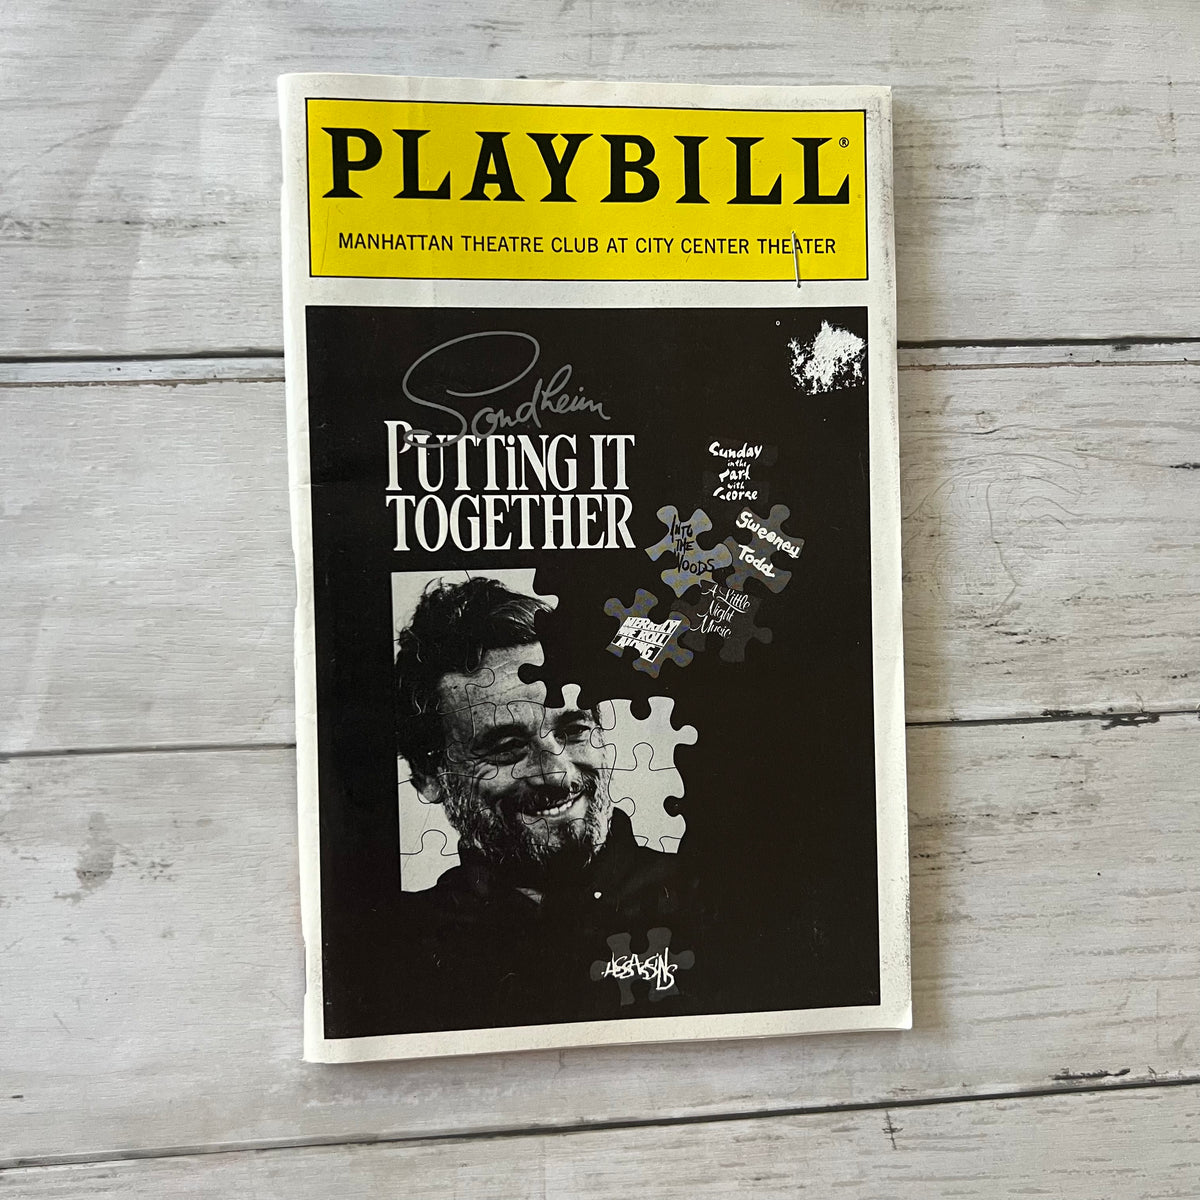 PLAYBILL®
MANHATTAN THEATRE CLUB AT CITY CENTER THEATER
Sondheim
PUTTiNG IT
TOGETHER
Sunday
in the
Park
with
George
INTO
THE
WOODS
Sweeney
Todd
A Little
Night
Music
MERRILY
WE ROLL
ALONG
ASSASSINS